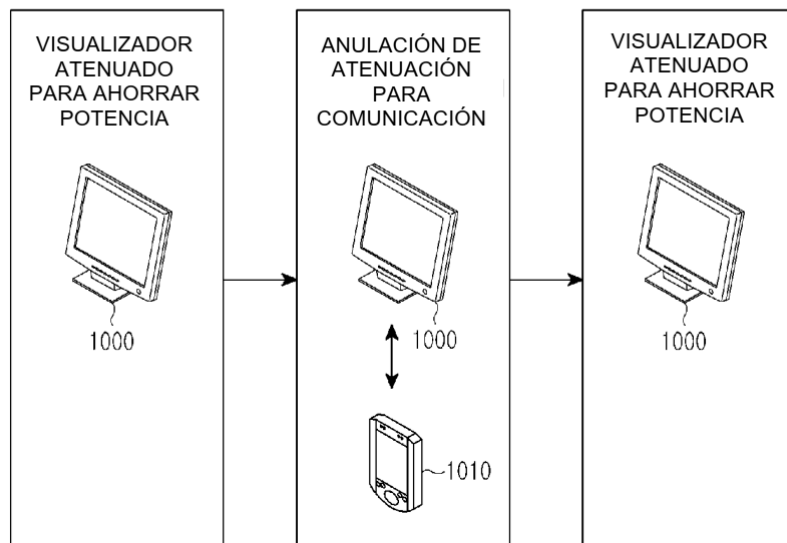 VISUALIZADOR
ATENUADO
PARA AHORRAR
POTENCIA
1000
ANULACIÓN DE
ATENUACIÓN
PARA
COMUNICACIÓN
1000
1010
VISUALIZADOR
ATENUADO
PARA AHORRAR
POTENCIA
1000